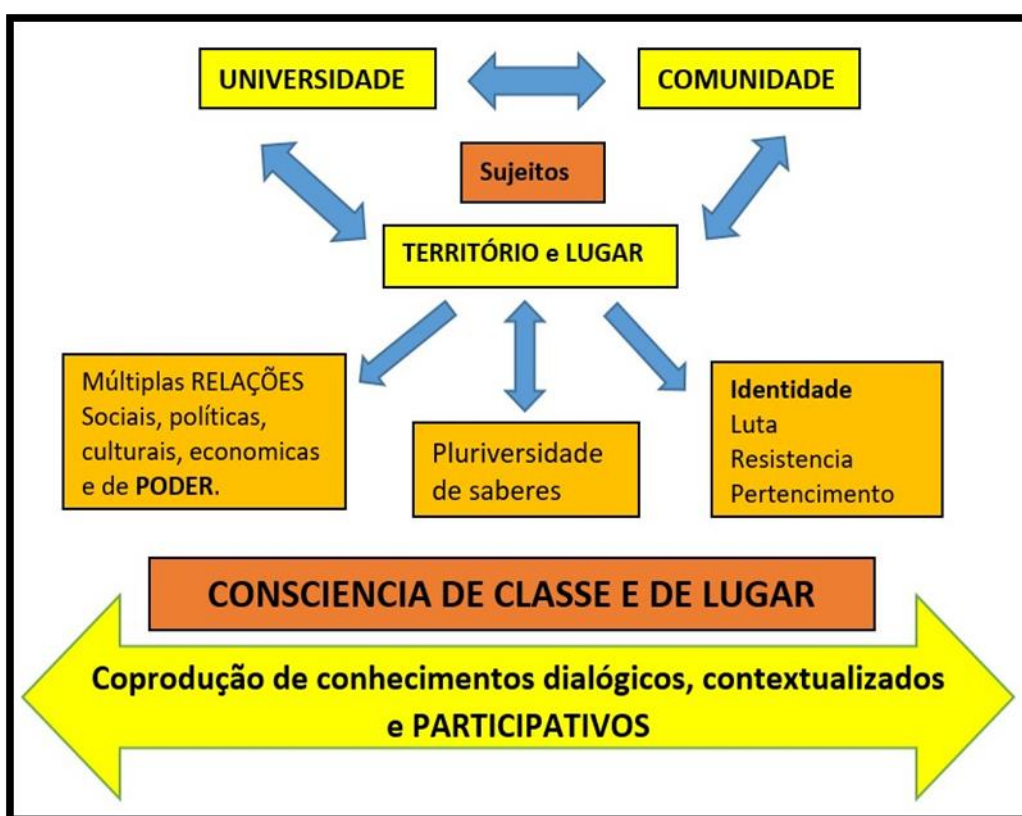 UNIVERSIDADE
COMUNIDADE
Sujeitos
TERRITÓRIO e LUGAR
Múltiplas RELAÇÕES
Sociais, políticas,
culturais, economicas
e de PODER.
Pluriversidade
de saberes
Identidade
Luta
Resistencia
Pertencimento
CONSCIENCIA DE CLASSE E DE LUGAR
Coprodução de conhecimentos dialógicos, contextualizados
e PARTICIPATIVOS